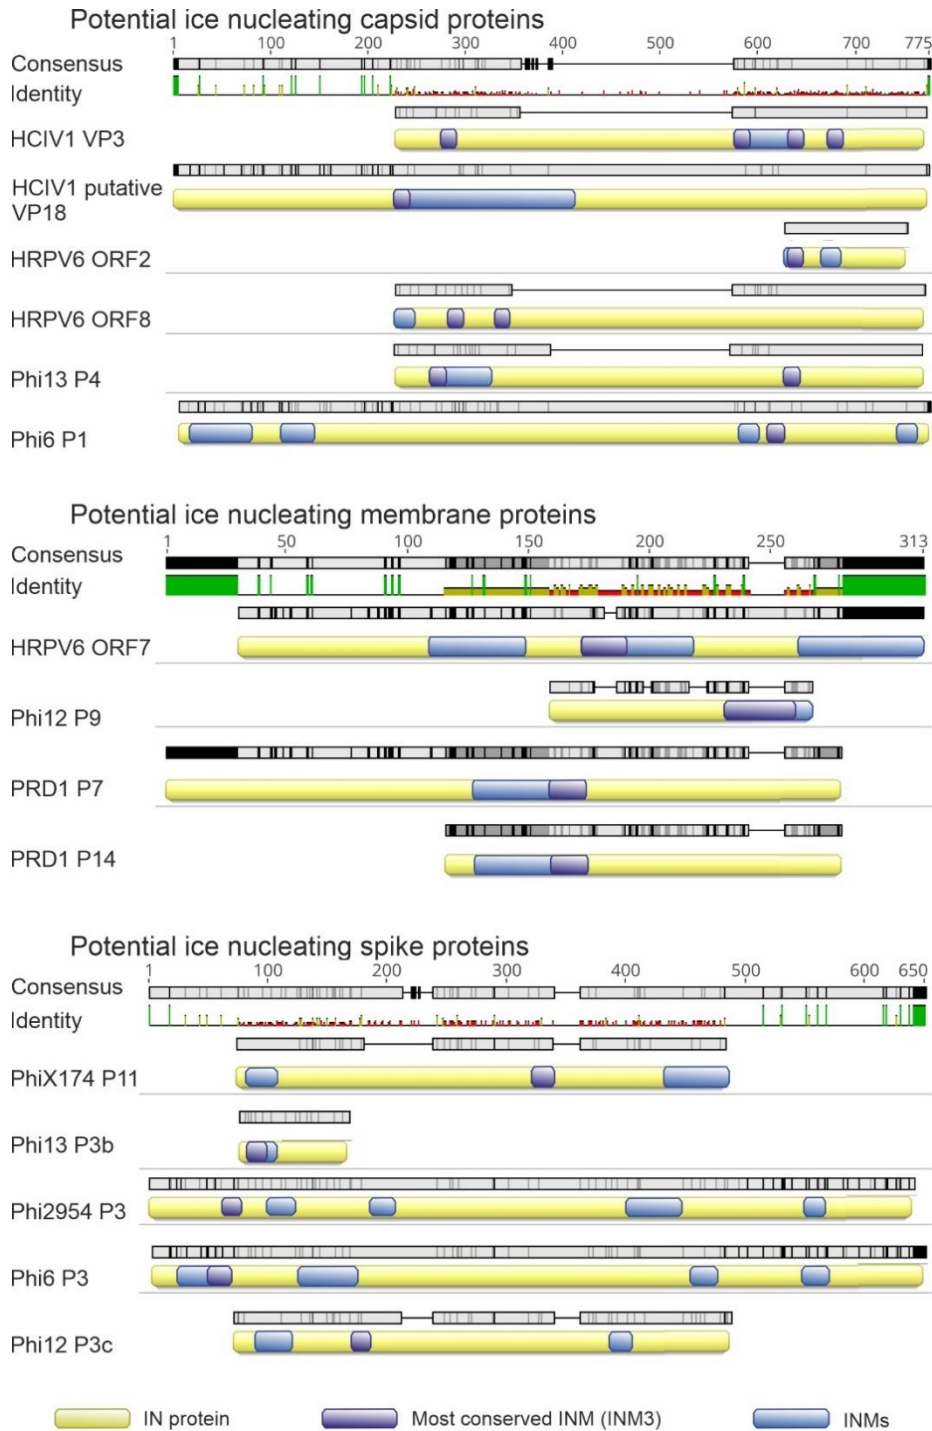 Potential ice nucleating capsid proteins
1 100 200 300 400 500 600 700 775
Consensus
Identity
HCIV1 VP3
HCIV1 putative
VP18
HRPV6 ORF2
HRPV6 ORF8
Phi13 P4
Phi6 P1
Potential ice nucleating membrane proteins
1 50 100 150 200 250 313
Consensus
Identity
HRPV6 ORF7
Phi12 P9
PRD1 P7
PRD1 P14
Potential ice nucleating spike proteins
1 100 200 300 400 500 600 650
Consensus
Identity
PhiX174 P11
Phi13 P3b
Phi2954 P3
Phi6 P3
Phi12 P3c
IN protein Most conserved INM (INM3) INMs